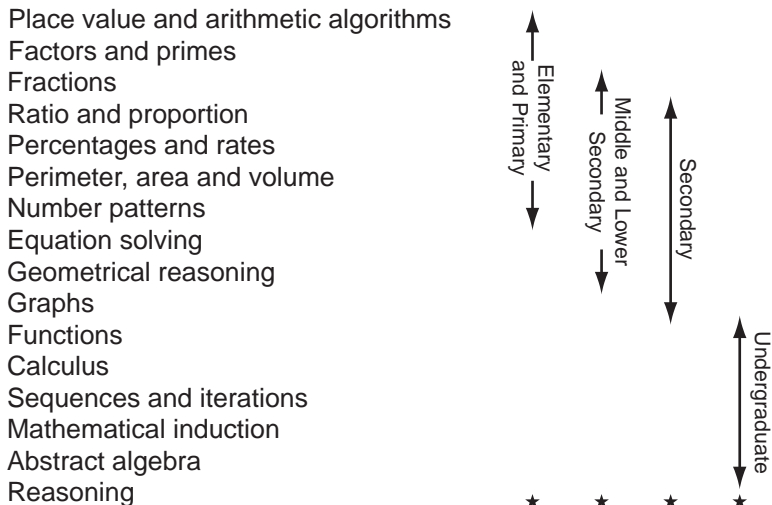 Place value and arithmetic algorithms
Factors and primes
Fractions
Ratio and proportion
Percentages and rates
Perimeter, area and volume
Number patterns
Equation solving
Geometrical reasoning
Graphs
Functions
Calculus
Sequences and iterations
Mathematical induction
Abstract algebra
Reasoning
Elementary
and Primary
Middle and Lower
Secondary
Secondary
Undergraduate